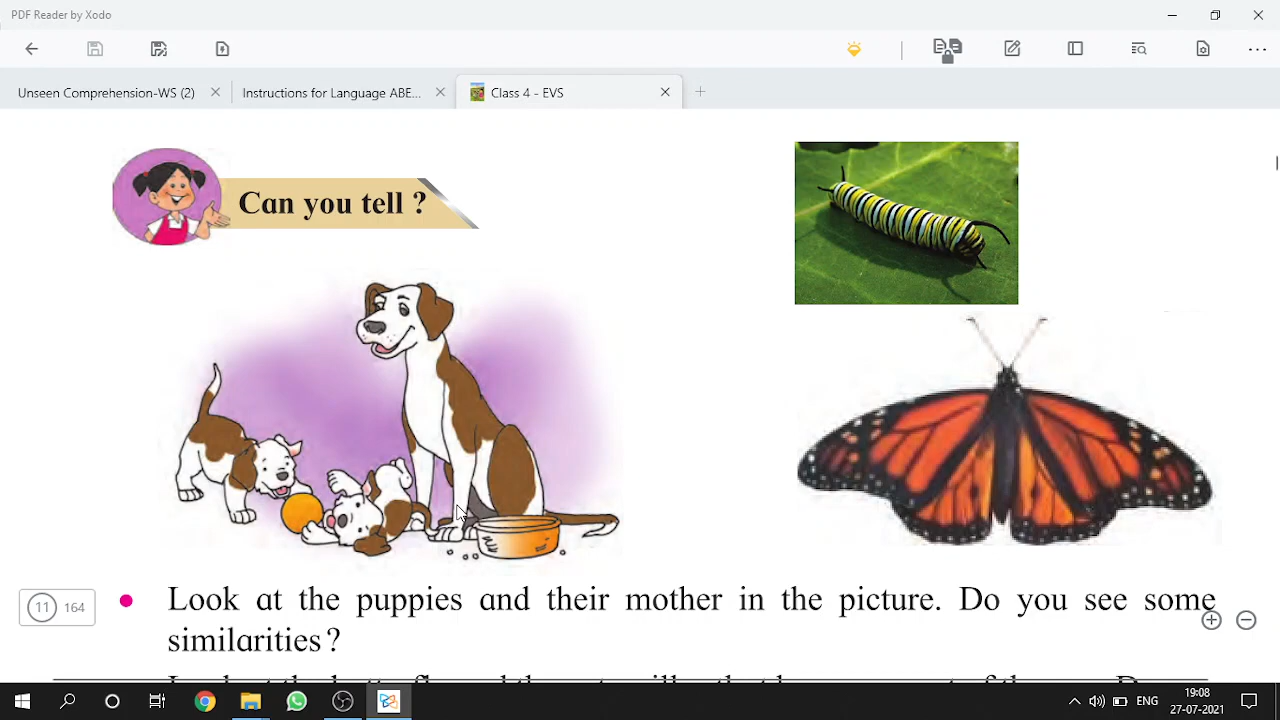 PDF Reader by Xodo
Unseen Comprehension-WS (2)
Instructions for Language ABE...
Class 4 - EVS
Can you tell ?
Look at the puppies and their mother in the picture. Do you see some
similarities ?
11 164
ENG
19:08
27-07-2021